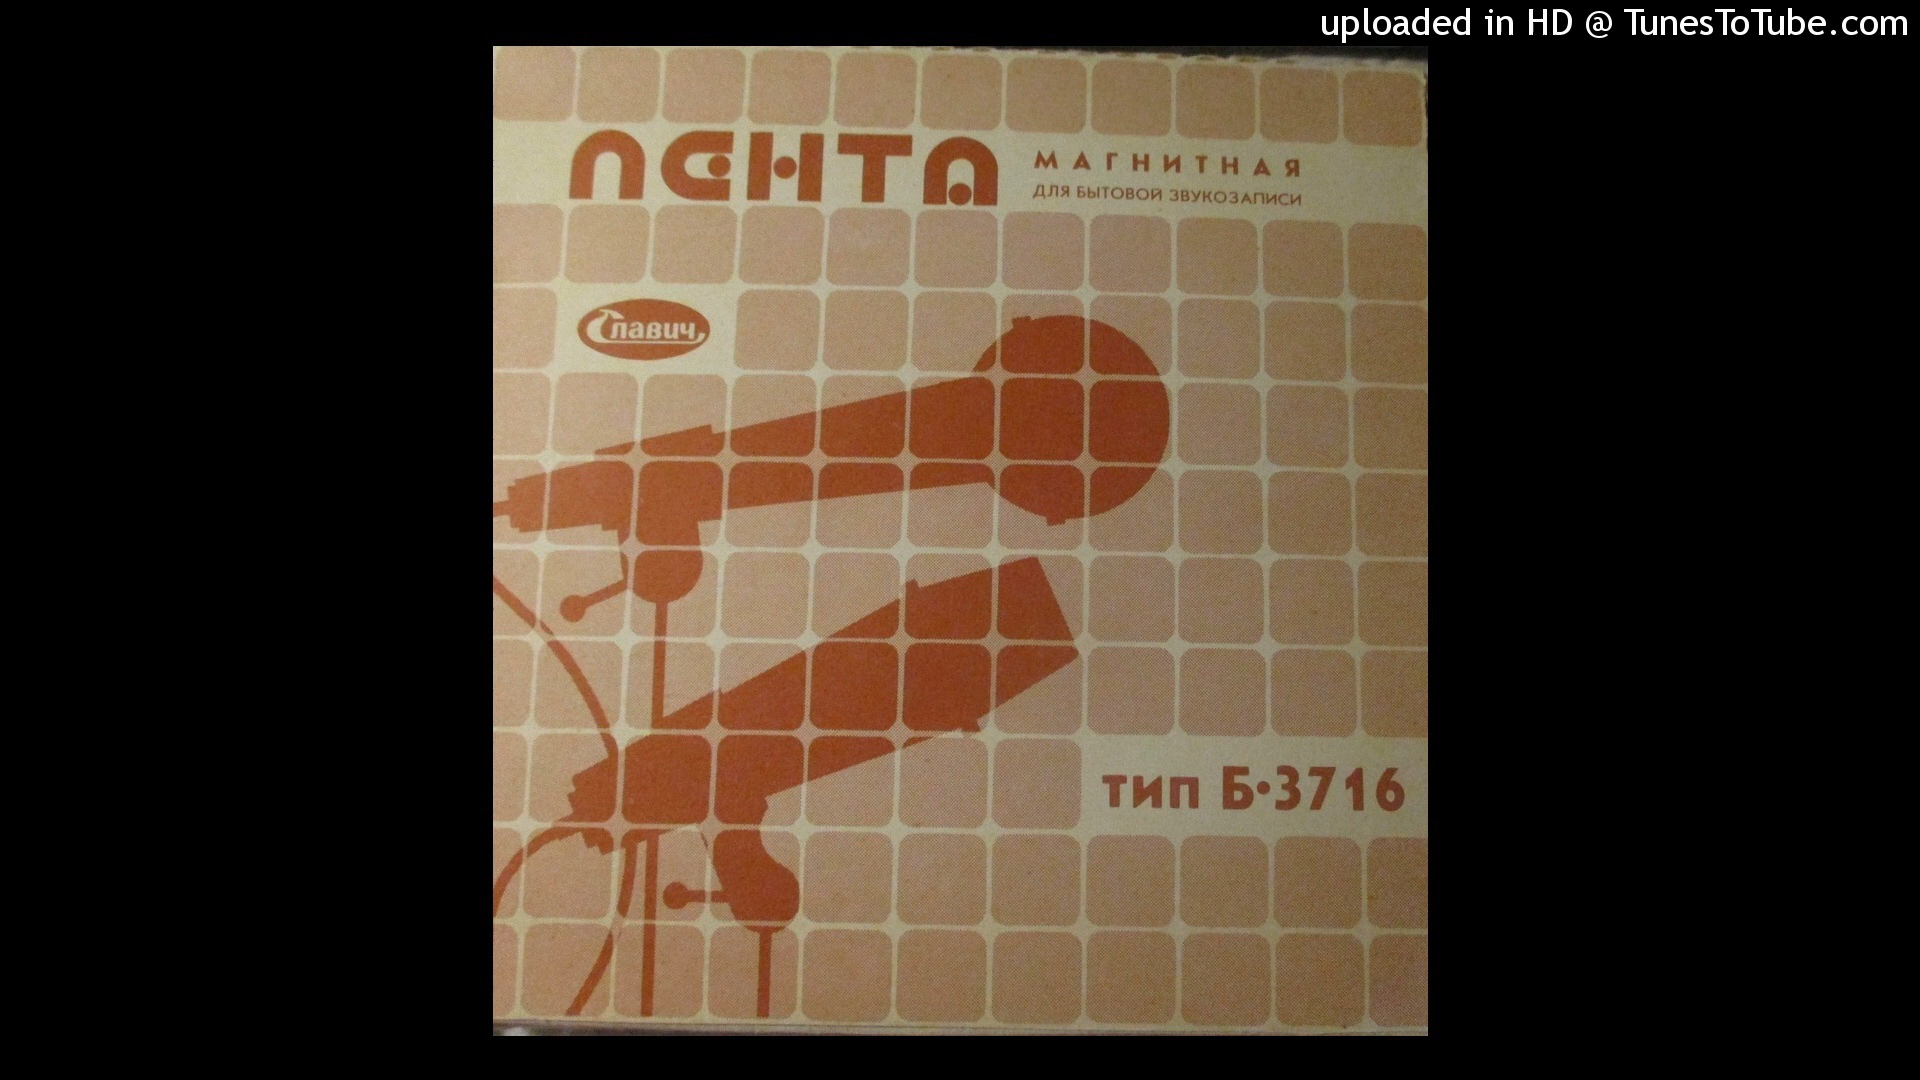 uploaded in HD @ TunesToTube.com
ЛЕНТА
МАГНИТНАЯ
ДЛЯ БЫТОВОЙ ЗВУКОЗАПИСИ
Славич
тип Б·3716